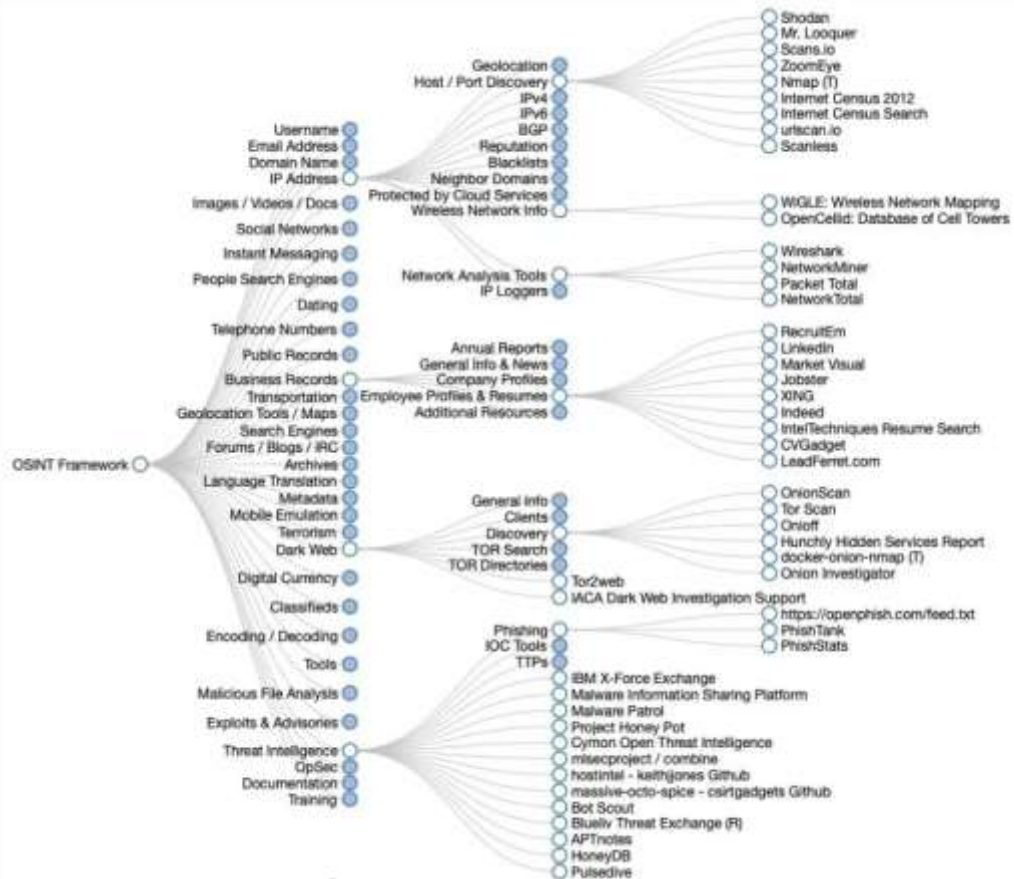 OSINT Framework
Username
Email Address
Domain Name
IP Address
Images / Videos / Docs
Social Networks
Instant Messaging
People Search Engines
Dating
Telephone Numbers
Public Records
Business Records
Transportation
Geolocation Tools / Maps
Search Engines
Forums / Blogs / IRC
Archives
Language Translation
Metadata
Mobile Emulation
Terrorism
Dark Web
Digital Currency
Classifieds
Encoding / Decoding
Tools
Malicious File Analysis
Exploits & Advisories
Threat Intelligence
OpSec
Documentation
Training
Geolocation
Host / Port Discovery
IPv4
IPv6
BGP
Reputation
Blacklists
Neighbor Domains
Protected by Cloud Services
Wireless Network Info
Network Analysis Tools
IP Loggers
Annual Reports
General Info & News
Company Profiles
Employee Profiles & Resumes
Additional Resources
General Info
Clients
Discovery
TOR Search
TOR Directories
Tor2web
IACA Dark Web Investigation Support
Phishing
IOC Tools
TTPs
IBM X-Force Exchange
Malware Information Sharing Platform
Malware Patrol
Project Honey Pot
Cymon Open Threat Intelligence
misecproject / combine
hostintel - keithjjones Github
massive-octo-spice - csirtgadgets Github
Bot Scout
Blueliv Threat Exchange (R)
APTnotes
HoneyDB
Pulsedive
Shodan
Mr. Looquer
Scans.io
ZoomEye
Nmap (T)
Internet Census 2012
Internet Census Search
urlscan.io
Scanless
WiGLE: Wireless Network Mapping
OpenCellid: Database of Cell Towers
Wireshark
NetworkMiner
Packet Total
NetworkTotal
RecruitEm
LinkedIn
Market Visual
Jobster
XING
Indeed
IntelTechniques Resume Search
CVGadget
LeadFerret.com
OnionScan
Tor Scan
Onioff
Hunchly Hidden Services Report
docker-onion-nmap (T)
Onion Investigator
https://openphish.com/feed.txt
PhishTank
PhishStats